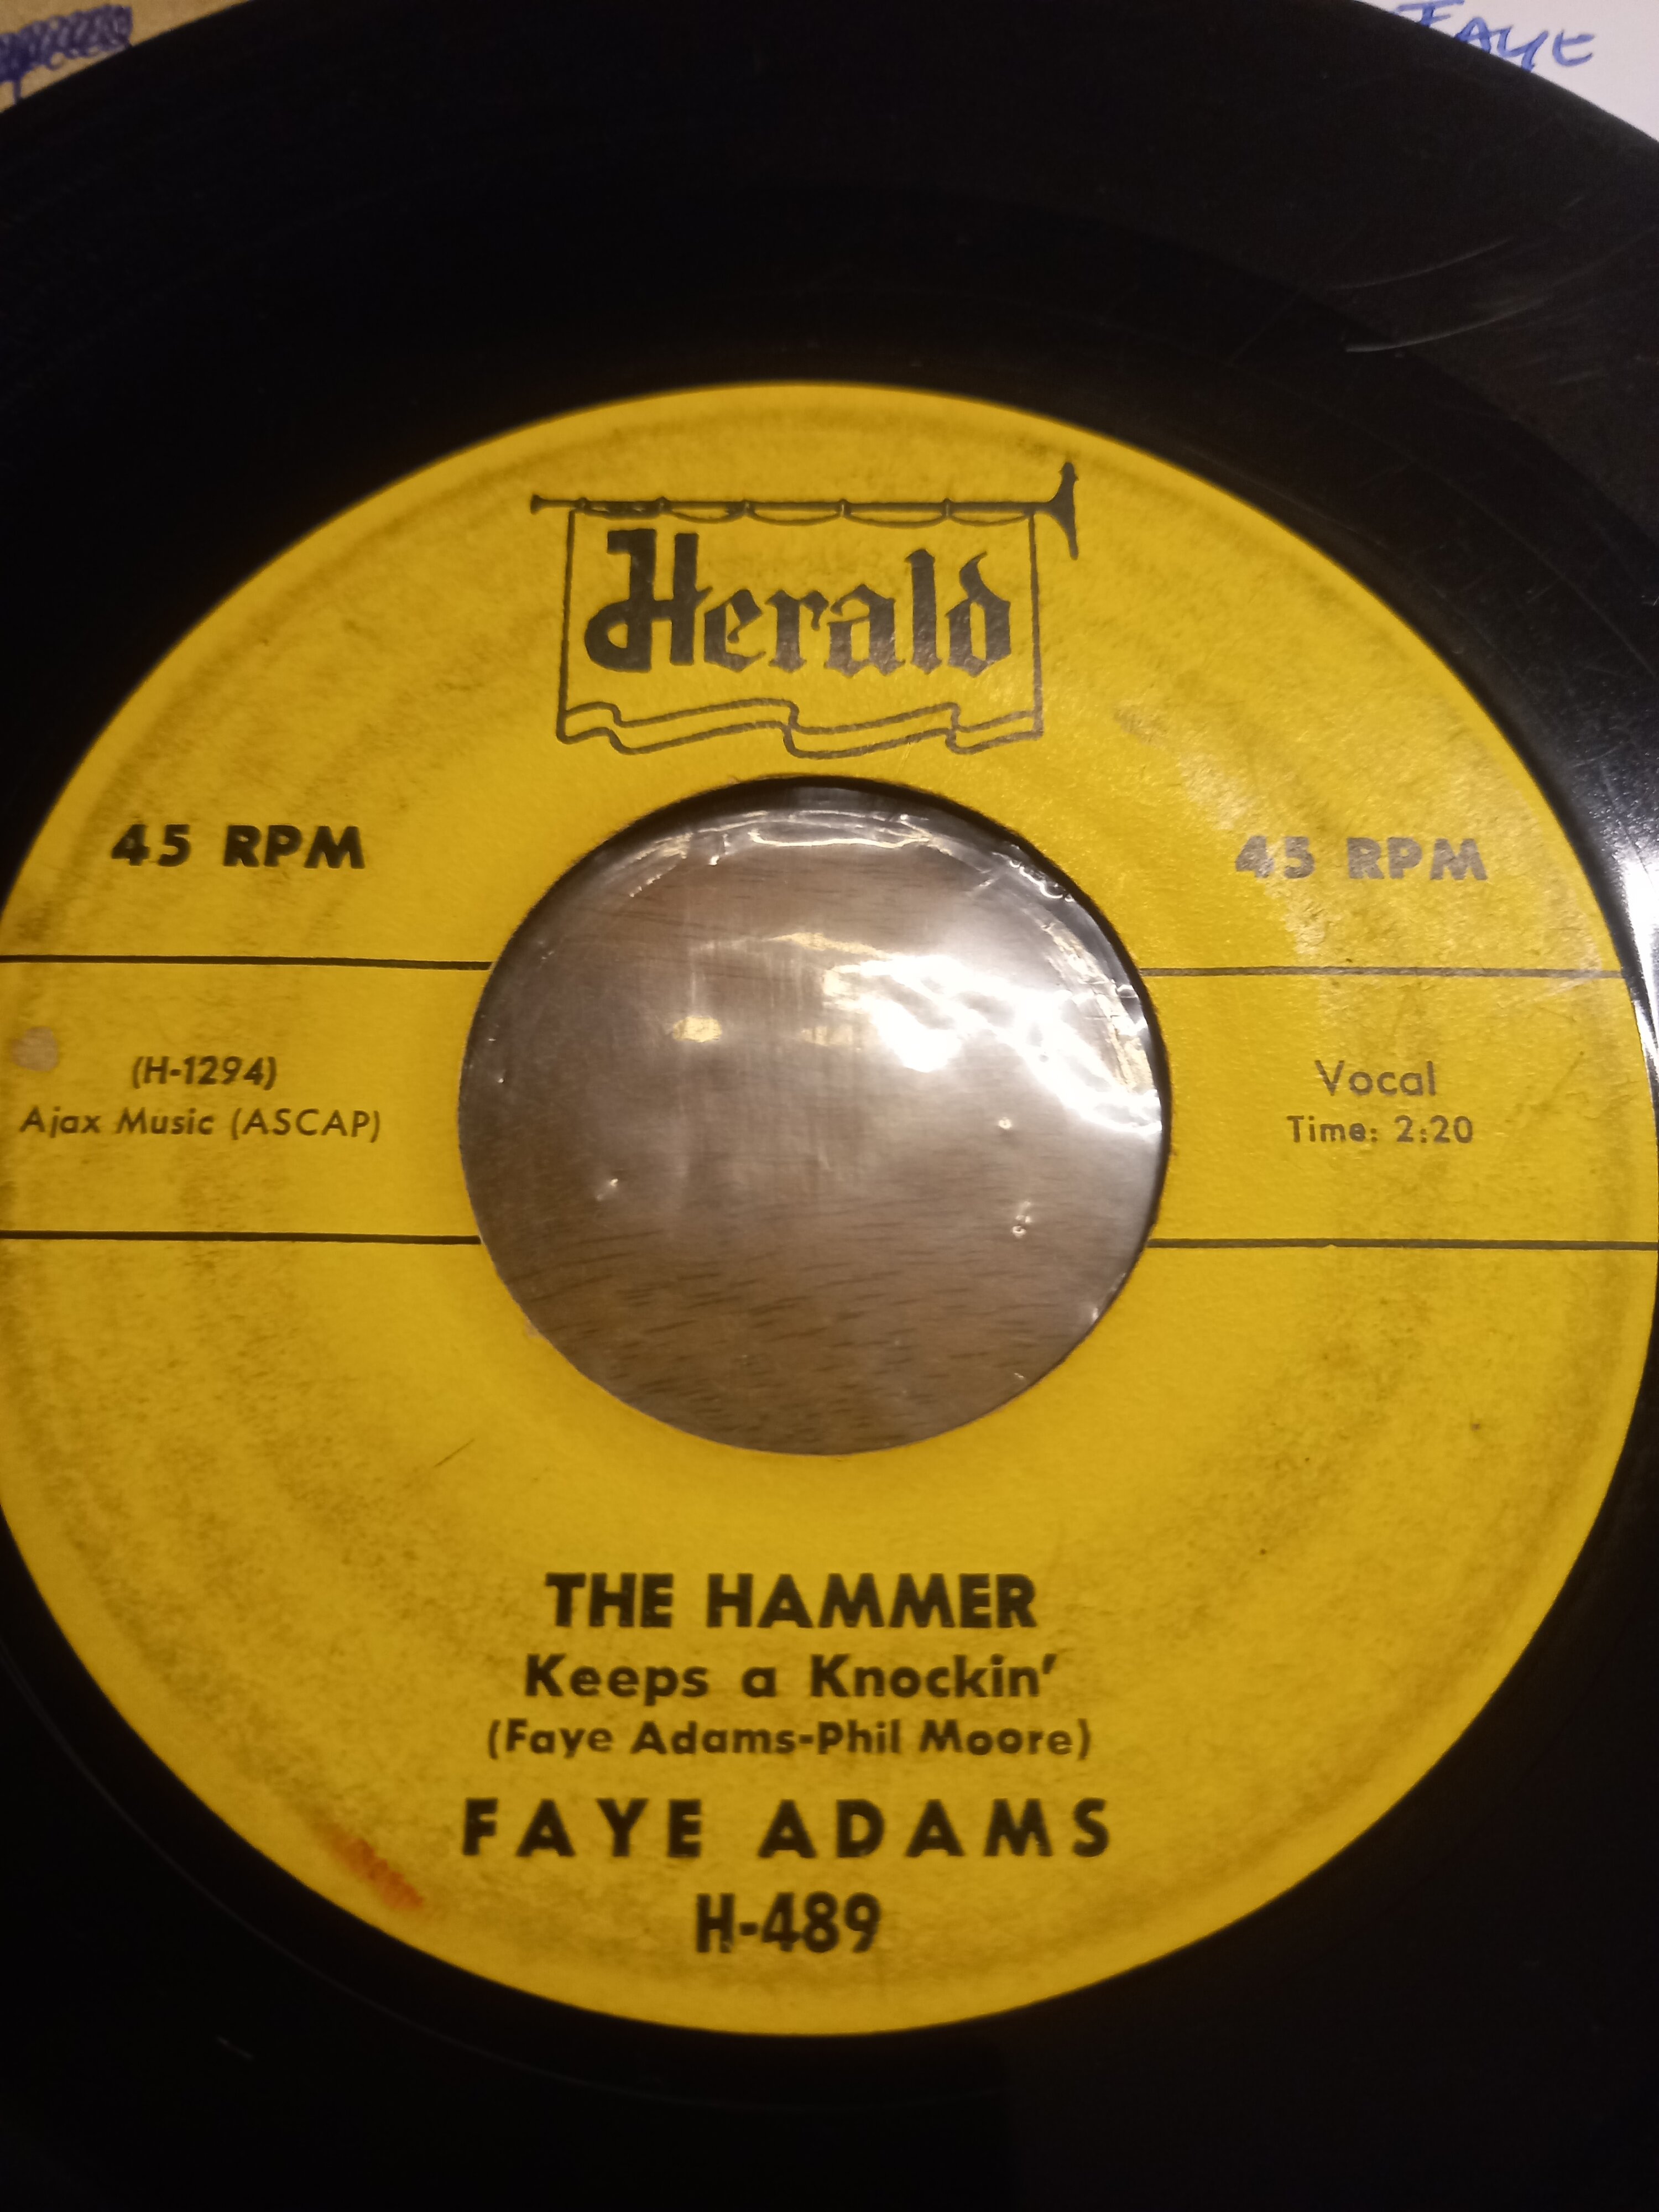 FAYE
Herald
45 RPM 45 RPM
(H-1294)
Ajax Music (ASCAP)
Vocal
Time: 2:20
THE HAMMER
Keeps a Knockin'
(Faye Adams-Phil Moore)
FAYE ADAMS
H-489